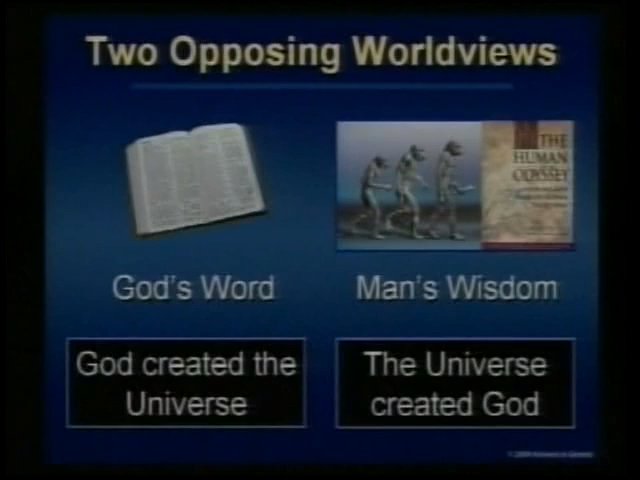 Two Opposing Worldviews
THE
HUMAN
ODYSSEY
God's Word
Man's Wisdom
God created the
Universe
The Universe
created God